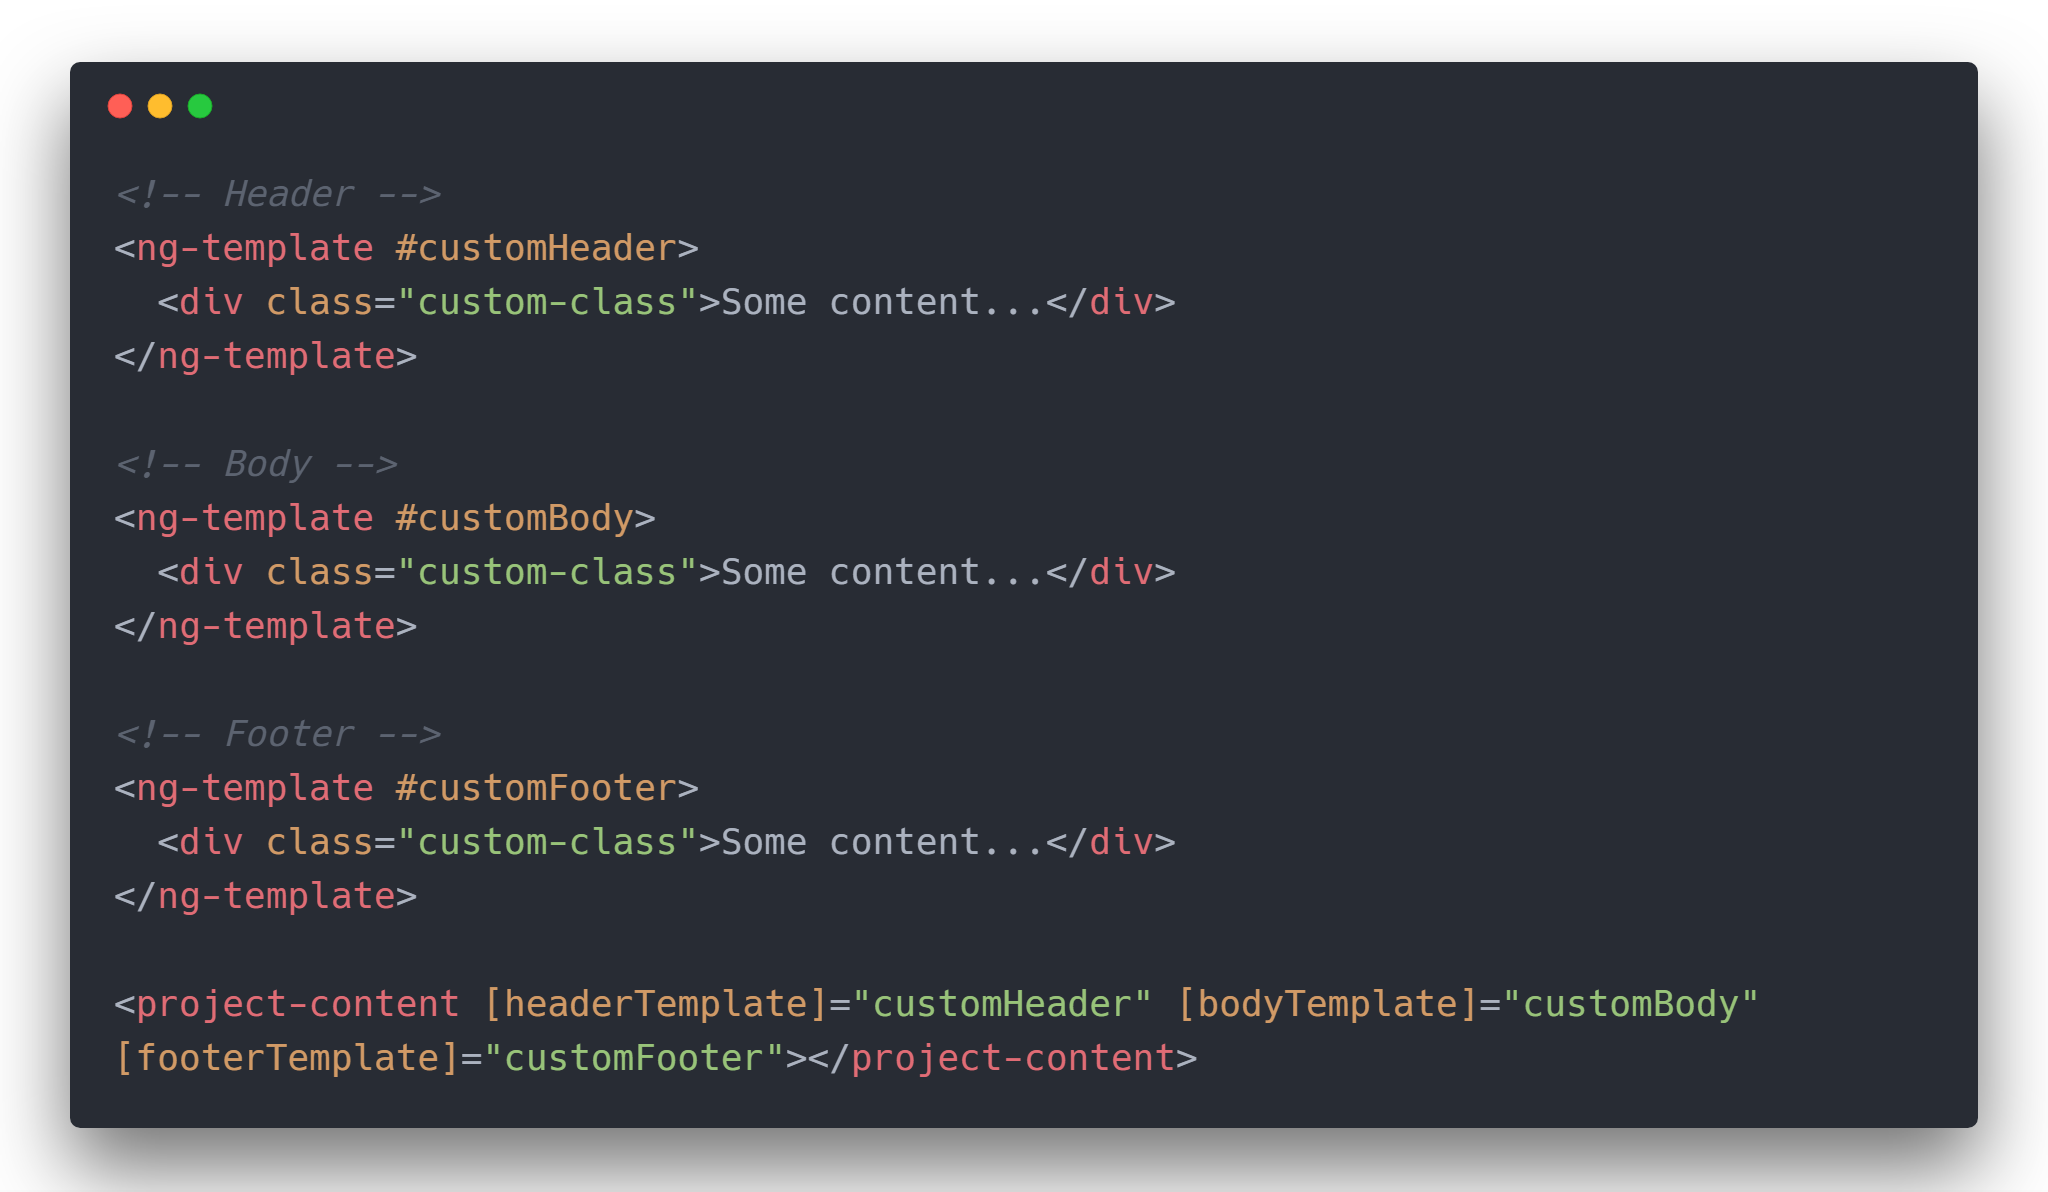 <!-- Header -->
<ng-template #customHeader>
  <div class="custom-class">Some content...</div>
</ng-template>

<!-- Body -->
<ng-template #customBody>
  <div class="custom-class">Some content...</div>
</ng-template>

<!-- Footer -->
<ng-template #customFooter>
  <div class="custom-class">Some content...</div>
</ng-template>

<project-content [headerTemplate]="customHeader" [bodyTemplate]="customBody"
[footerTemplate]="customFooter"></project-content>